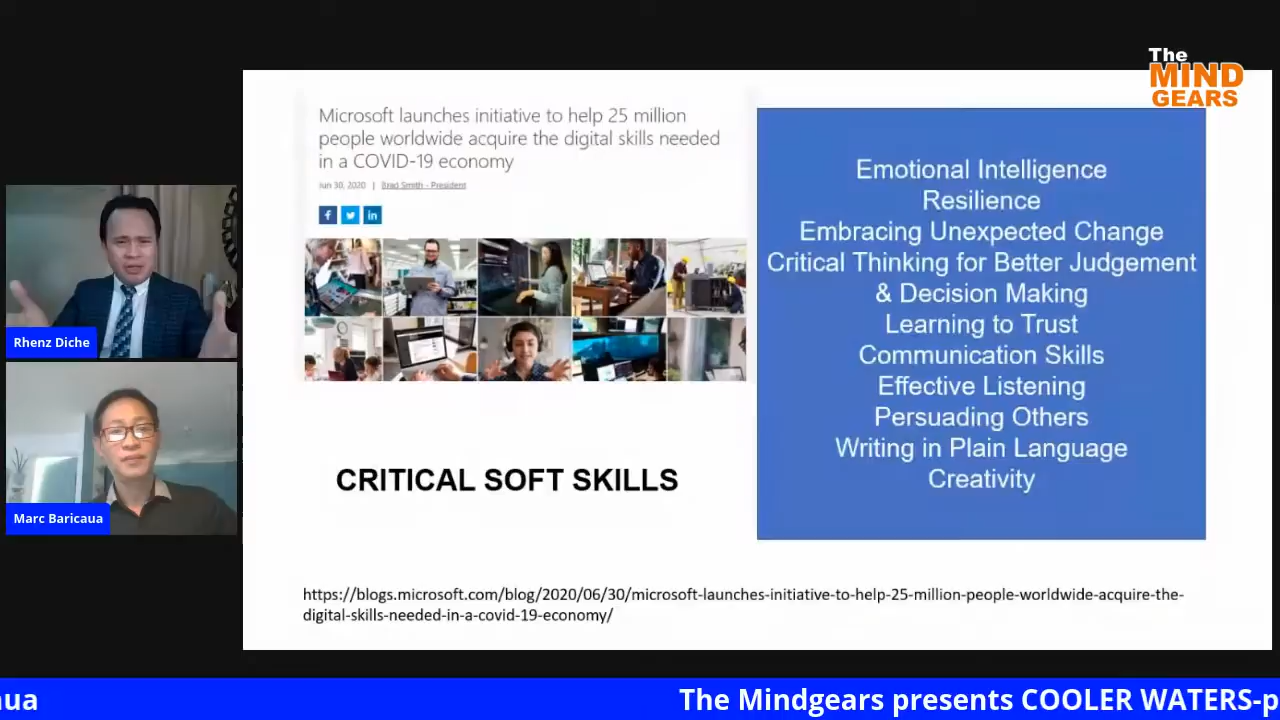 The
MIND
GEARS
Microsoft launches initiative to help 25 million
people worldwide acquire the digital skills needed
in a COVID-19 economy
Jun 30, 2020 | Brad Smith - President
f
in
Emotional Intelligence
Resilience
Embracing Unexpected Change
Critical Thinking for Better Judgement
& Decision Making
Learning to Trust
Communication Skills
Effective Listening
Persuading Others
Writing in Plain Language
Creativity
CRITICAL SOFT SKILLS
https://blogs.microsoft.com/blog/2020/06/30/microsoft-launches-initiative-to-help-25-million-people-worldwide-acquire-the-
digital-skills-needed-in-a-covid-19-economy/
Rhenz Diche
Marc Baricaua
aua The Mindgears presents COOLER WATERS-p